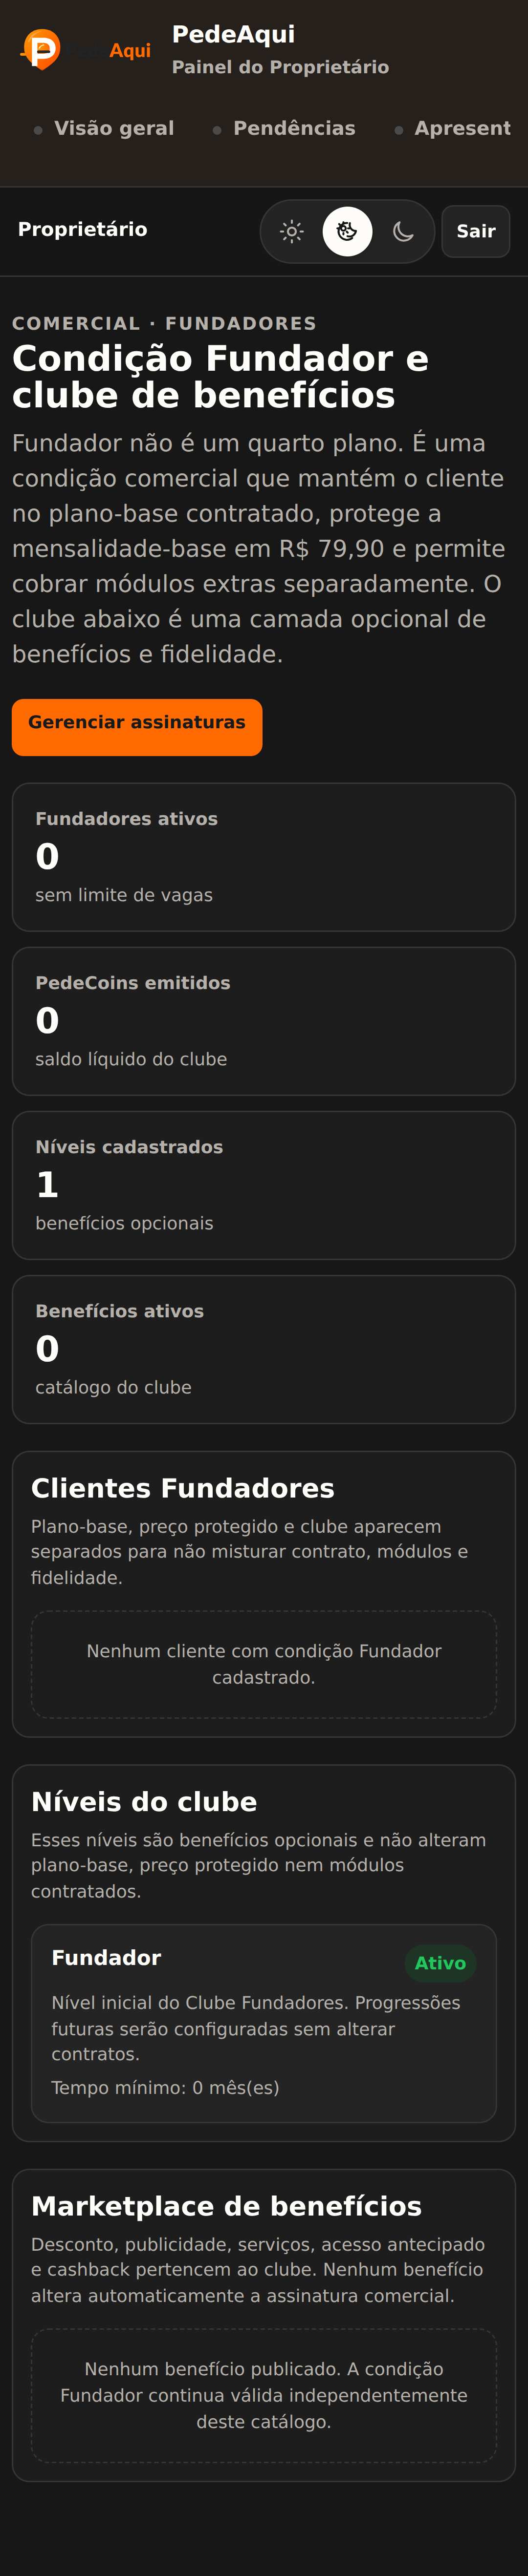 Aqui
PedeAqui
Painel do Proprietário
Visão geral
Pendências
Apresent
Proprietário
Sair
COMERCIAL · FUNDADORES
Condição Fundador e
clube de benefícios
Fundador não é um quarto plano. É uma
condição comercial que mantém o cliente
no plano-base contratado, protege a
mensalidade-base em R$ 79,90 e permite
cobrar módulos extras separadamente. O
clube abaixo é uma camada opcional de
benefícios e fidelidade.
Gerenciar assinaturas
Fundadores ativos
0
sem limite de vagas
PedeCoins emitidos
0
saldo líquido do clube
Níveis cadastrados
1
benefícios opcionais
Benefícios ativos
0
catálogo do clube
Clientes Fundadores
Plano-base, preço protegido e clube aparecem
separados para não misturar contrato, módulos e
fidelidade.
Nenhum cliente com condição Fundador
cadastrado.
Níveis do clube
Esses níveis são benefícios opcionais e não alteram
plano-base, preço protegido nem módulos
contratados.
Fundador
Ativo
Nível inicial do Clube Fundadores. Progressões
futuras serão configuradas sem alterar
contratos.
Tempo mínimo: 0 mês(es)
Marketplace de benefícios
Desconto, publicidade, serviços, acesso antecipado
e cashback pertencem ao clube. Nenhum benefício
altera automaticamente a assinatura comercial.
Nenhum benefício publicado. A condição
Fundador continua válida independentemente
deste catálogo.